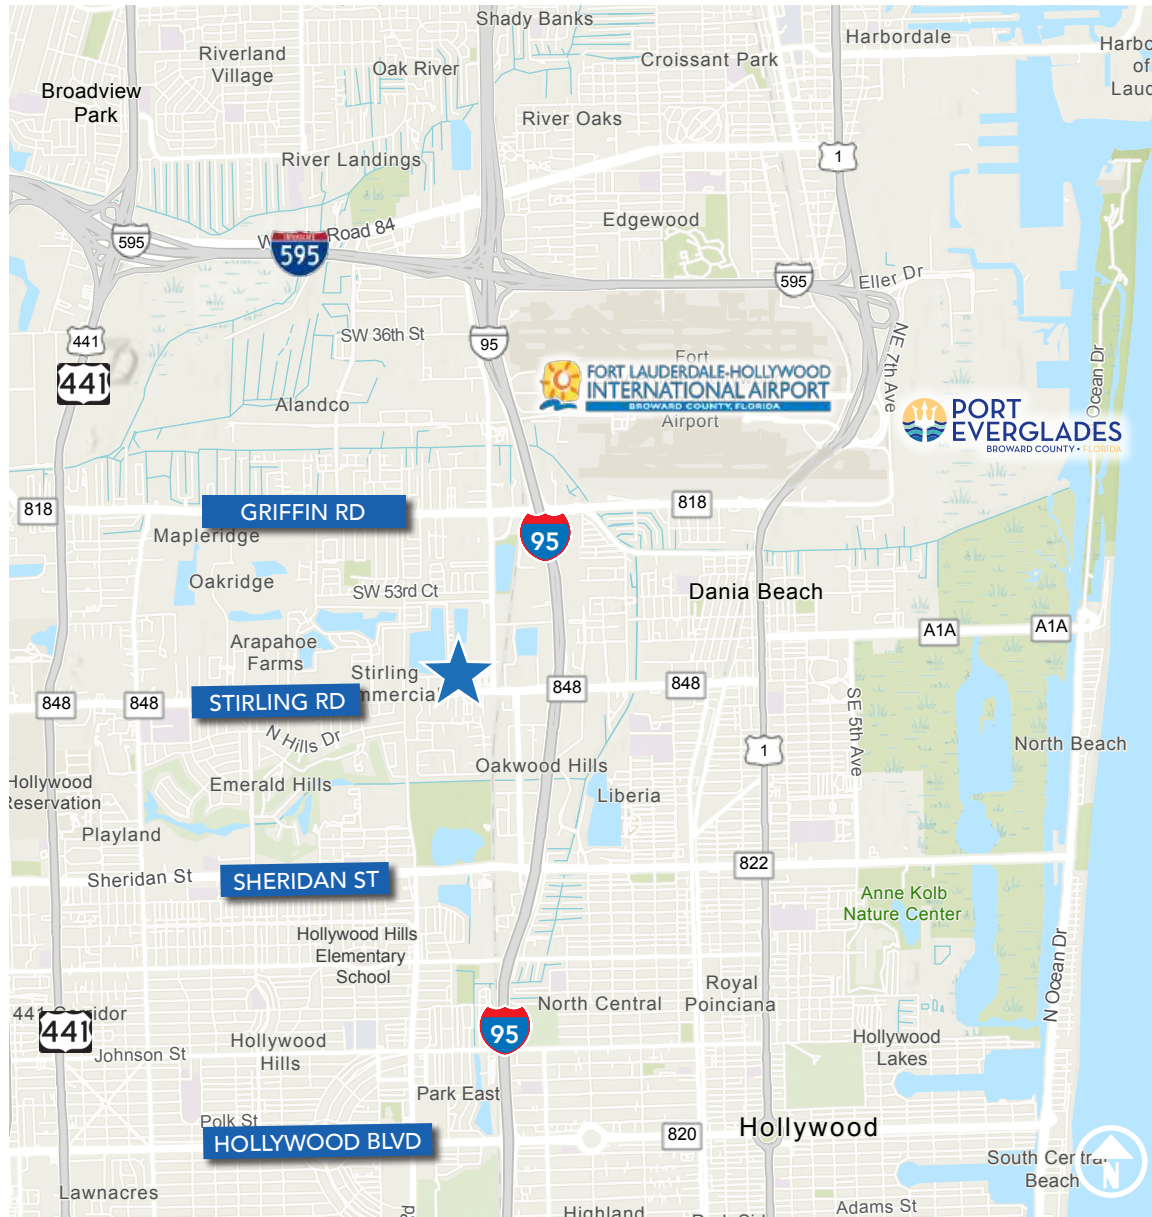 Shady Banks
Harbordale
Riverland
Village
Oak River
Croissant Park
Broadview
Park
River Oaks
River Landings
1
Edgewood
595
Road 84
INTERSTATE
595
595
Eller Dr
441
SW 36th St
95
NE 7th Ave
Fort
FORT LAUDERDALE-HOLLYWOOD
INTERNATIONAL AIRPORT
BROWARD COUNTY, FLORIDA
Airport
441
Alandco
Ocean Dr
PORT
EVERGLADES
BROWARD COUNTY • FLORIDA
818
GRIFFIN RD
818
Mapleridge
95
Oakridge
SW 53rd Ct
Dania Beach
A1A
A1A
Arapahoe
Farms
Stirling
848
848
STIRLING RD
848
848
SE 5th Ave
N Hills Dr
1
North Beach
Oakwood Hills
Hollywood
Reservation
Emerald Hills
Liberia
Playland
Sheridan St
SHERIDAN ST
822
Anne Kolb
Nature Center
Hollywood Hills
Elementary
School
N Ocean Dr
Royal
Poinciana
North Central
441
441
Johnson St
Hollywood
Hills
95
Hollywood
Lakes
Park East
Polk St
HOLLYWOOD BLVD
820
Hollywood
South Central
Beach
N
Lawnacres
Highland
Adams St